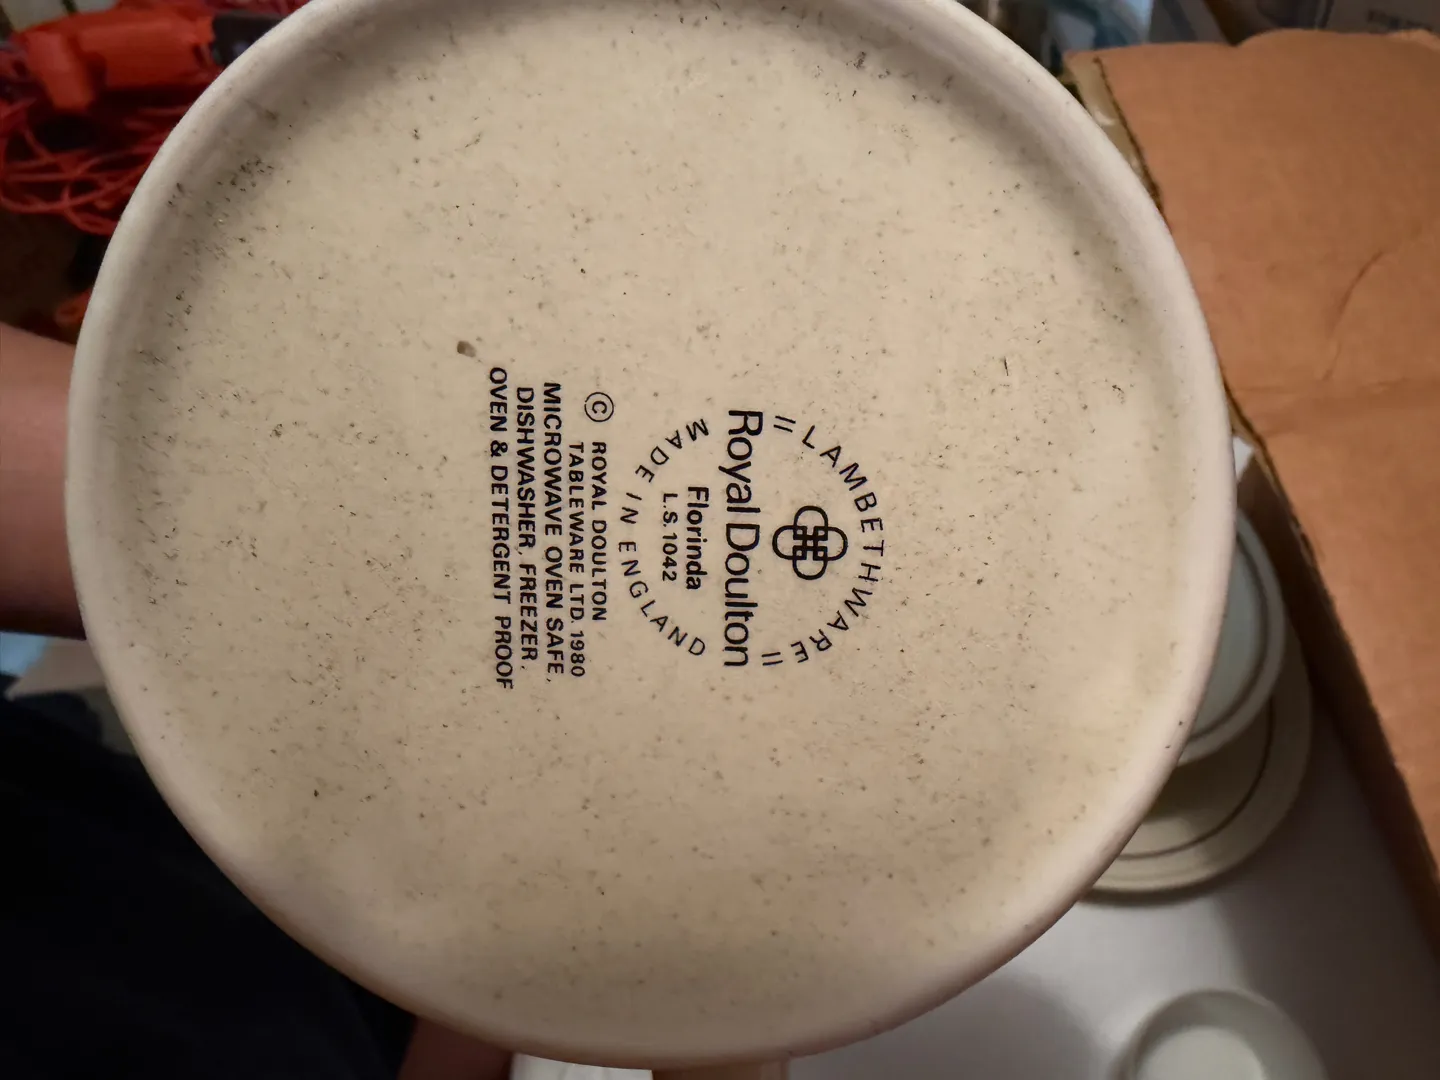 LAMBETHWARE
Royal Doulton
Florinda
L.S. 1042
MADE IN ENGLAND
© ROYAL DOULTON
TABLEWARE LTD. 1980
MICROWAVE OVEN SAFE,
DISHWASHER, FREEZER,
OVEN & DETERGENT PROOF